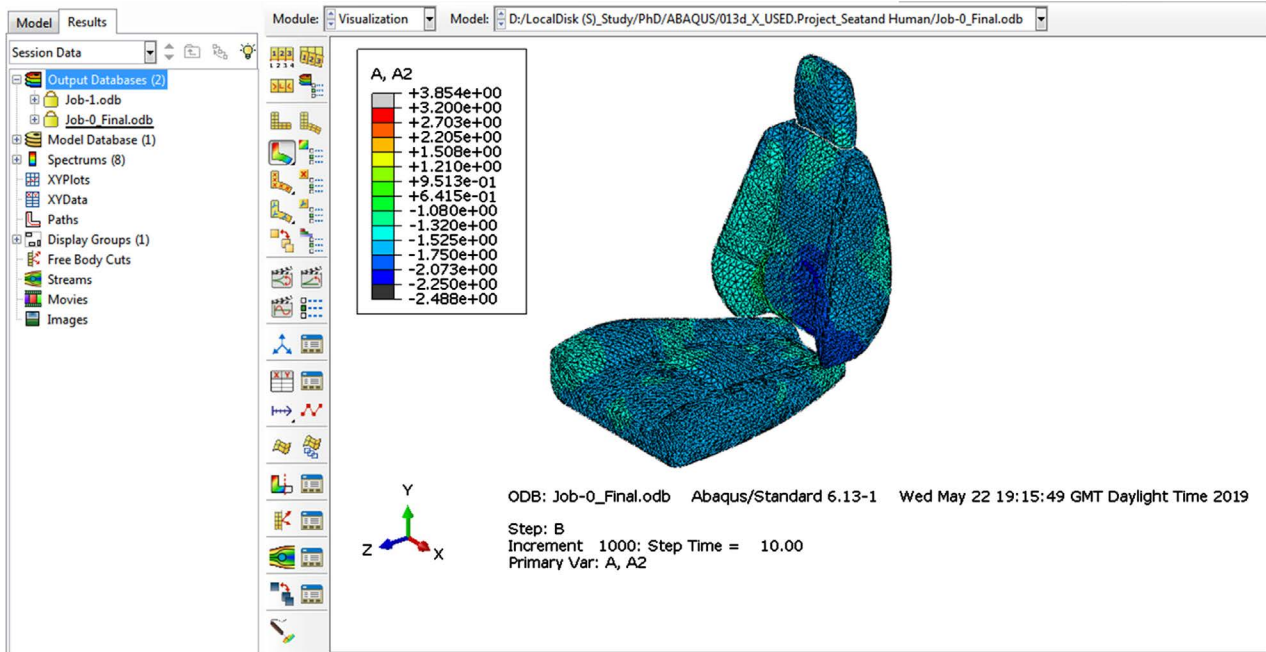 Model Results
Module: Visualization Model: D:/LocalDisk (S)_Study/PhD/ABAQUS/013d_X_USED.Project_Seatand Human/Job-0_Final.odb
Session Data
Output Databases (2)
Job-1.odb
Job-0_Final.odb
Model Database (1)
Spectrums (8)
XYPlots
XYData
Paths
Display Groups (1)
Free Body Cuts
Streams
Movies
Images
A, A2
+3.854e+00
+3.200e+00
+2.703e+00
+2.205e+00
+1.508e+00
+1.210e+00
+9.513e-01
+6.415e-01
-1.080e+00
-1.320e+00
-1.525e+00
-1.750e+00
-2.073e+00
-2.250e+00
-2.488e+00
Y
Z X
ODB: Job-0_Final.odb Abaqus/Standard 6.13-1 Wed May 22 19:15:49 GMT Daylight Time 2019
Step: B
Increment 1000: Step Time = 10.00
Primary Var: A, A2